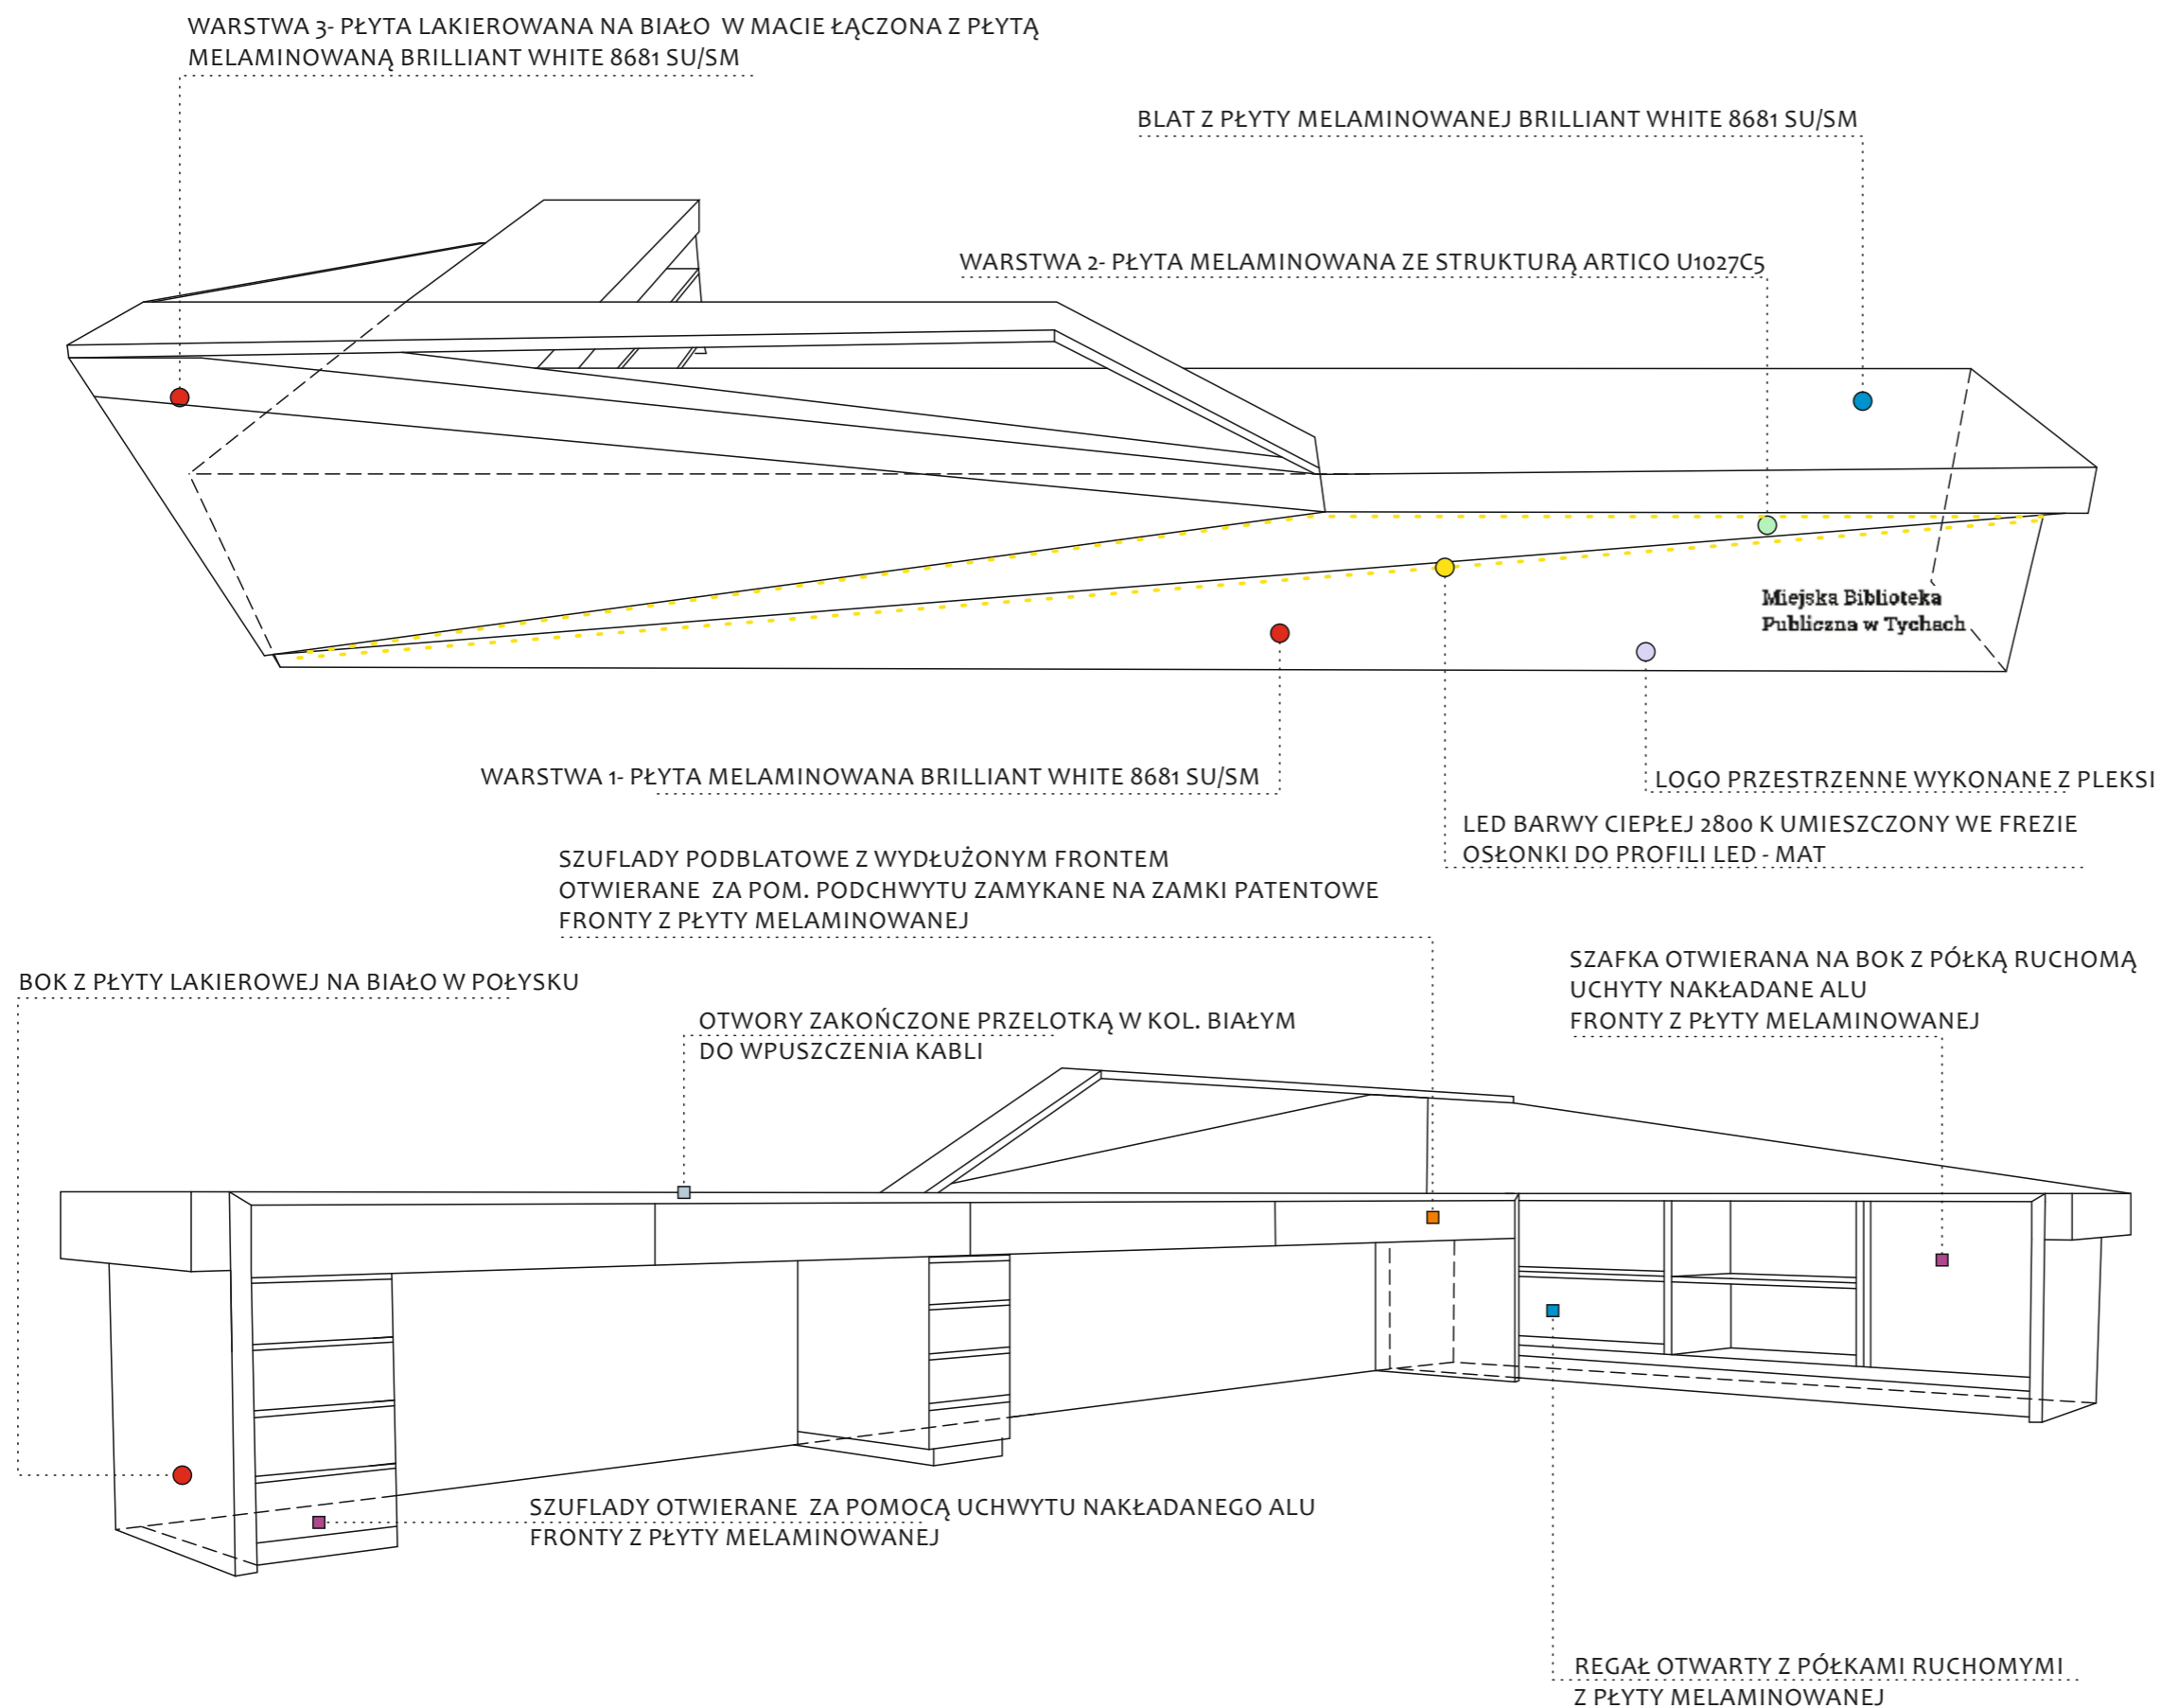 WARSTWA 3- PŁYTA LAKIEROWANA NA BIAŁO W MACIE ŁĄCZONA Z PŁYTĄ
MELAMINOWANĄ BRILLIANT WHITE 8681 SU/SM
BLAT Z PŁYTY MELAMINOWANEJ BRILLIANT WHITE 8681 SU/SM
WARSTWA 2- PŁYTA MELAMINOWANA ZE STRUKTURĄ ARTICO U1027C5
Miejska Biblioteka
Publiczna w Tychach
WARSTWA 1- PŁYTA MELAMINOWANA BRILLIANT WHITE 8681 SU/SM
LOGO PRZESTRZENNE WYKONANE Z PLEKSI
LED BARWY CIEPŁEJ 2800 K UMIESZCZONY WE FREZIE
OSŁONKI DO PROFILI LED - MAT
SZUFLADY PODBLATOWE Z WYDŁUŻONYM FRONTEM
OTWIERANE ZA POM. PODCHWYTU ZAMYKANE NA ZAMKI PATENTOWE
FRONTY Z PŁYTY MELAMINOWANEJ
SZAFKA OTWIERANA NA BOK Z PÓŁKĄ RUCHOMĄ
UCHYTY NAKŁADANE ALU
FRONTY Z PŁYTY MELAMINOWANEJ
BOK Z PŁYTY LAKIEROWEJ NA BIAŁO W POŁYSKU
OTWORY ZAKOŃCZONE PRZELOTKĄ W KOL. BIAŁYM
DO WPUSZCZENIA KABLI
SZUFLADY OTWIERANE ZA POMOCĄ UCHWYTU NAKŁADANEGO ALU
FRONTY Z PŁYTY MELAMINOWANEJ
REGAŁ OTWARTY Z PÓŁKAMI RUCHOMYMI
Z PŁYTY MELAMINOWANEJ